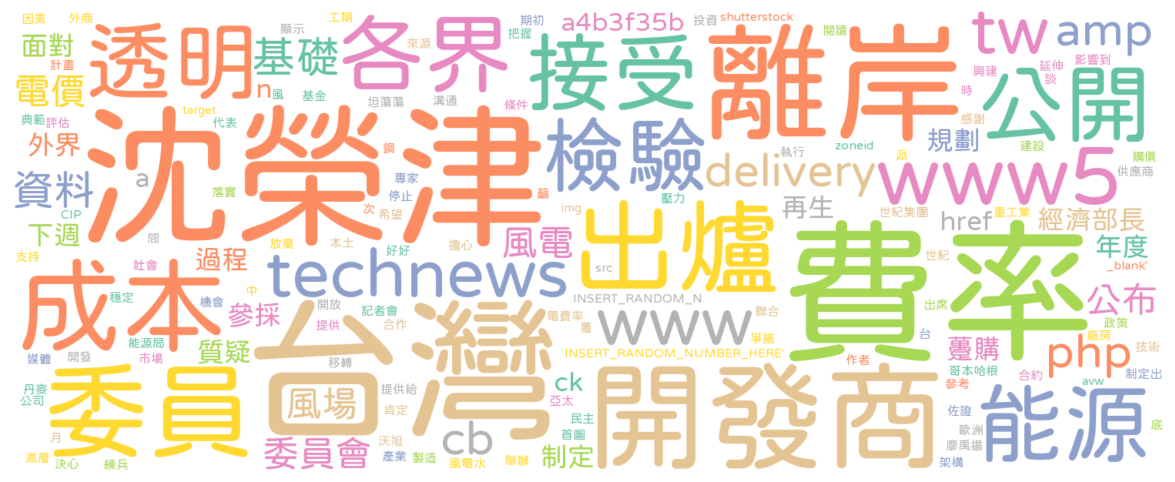 因素 外商
工期
顯示
來源
期初
把握
a4b3f35b
投資
shutterstock
閱讀
tw
amp
面對
透明
基礎
各界
接受
離岸
興建
延伸
影響到
談
計畫
電價
n
風
基金
坦蕩蕩
溝通
條件
時
公開
target
典範
評估
代表
感謝
沈榮津
鋼
檢驗
執行
zoneid
規劃
建設
外界
派
購價
供應商
資料
a
專家
停止
delivery
www5
落實
壓力
次
希望
籲
img
再生
世紀集團
href
重工業
經濟部長
CIP
下週
間
放棄
本土
好好
擔心
風電
出爐
費率
世紀
年度
_blank'
支持
過程
社會
technews
src
成本
穩定
機會
中
開放
記者會
INSERT_RANDOM_N
出席
公布
參採
提供
合作
電費率
躉
www
聯合
台
政策
能源局
市場
台灣
爭議
廠房
媒體
開發
質疑
移轉
INSERT_RANDOM_NUMBER_HERE'
作者
躉購
php
技術
委員
國
風場
提供給
ck
開發商
哥本哈根
合約
制定出
丹麥
公司
亞太
參考
avw
肯定
民主
佐證
能源
月
沃旭
cb
首圖
歐洲
底
委員會
廖禹揚
高層
決心
練兵
產業
製造
風電水
舉辦
制定
架構